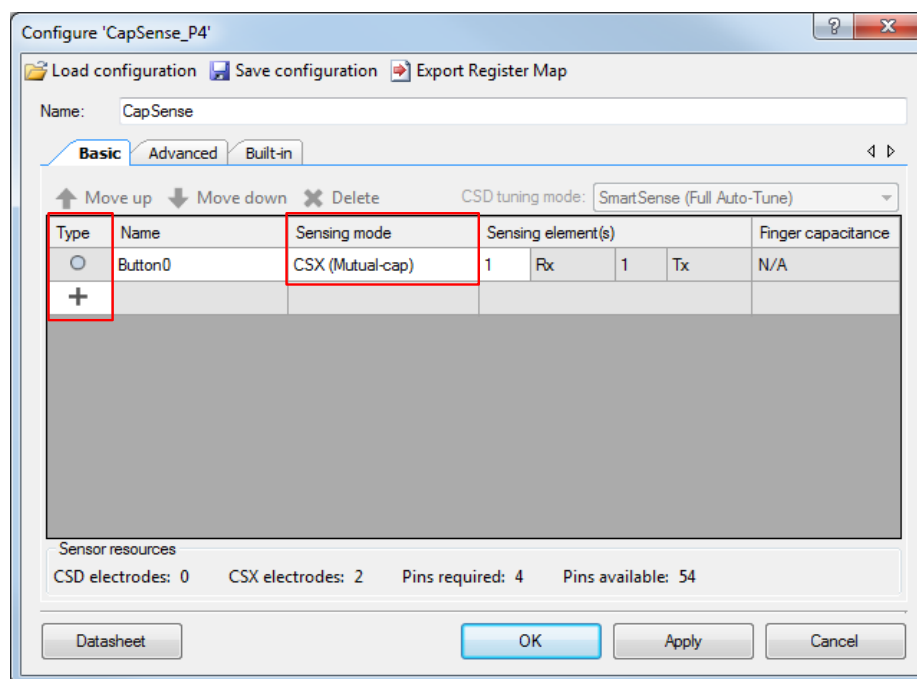 Configure 'CapSense_P4'
Load configuration Save configuration Export Register Map
Name: CapSense
Basic Advanced Built-in
Move up Move down Delete CSD tuning mode: SmartSense (Full Auto-Tune)
Type Name Sensing mode Sensing element(s) Finger capacitance
Button0 CSX (Mutual-cap) 1 Rx 1 Tx N/A
Sensor resources
CSD electrodes: 0 CSX electrodes: 2 Pins required: 4 Pins available: 54
Datasheet OK Apply Cancel